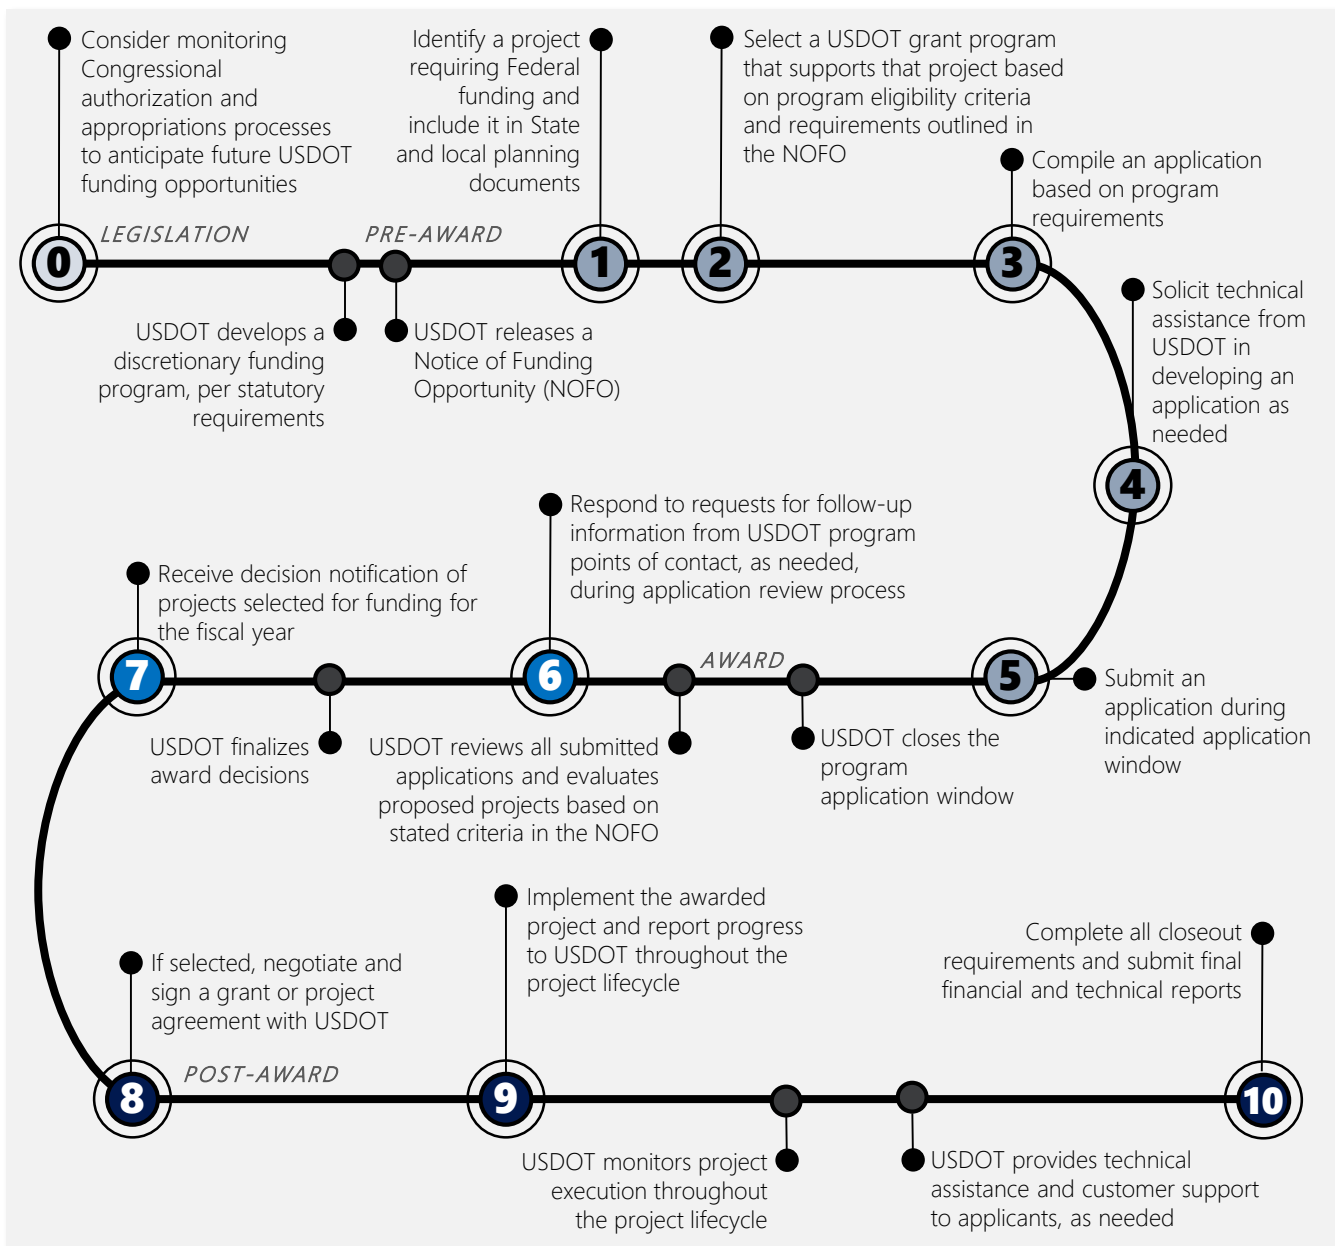 Consider monitoring
Congressional
authorization and
appropriations processes
to anticipate future USDOT
funding opportunities
Identify a project
requiring Federal
funding and
include it in State
and local planning
documents
Select a USDOT grant program
that supports that project based
on program eligibility criteria
and requirements outlined in
the NOFO
Compile an application
based on program
requirements
LEGISLATION
PRE-AWARD
0
1
2
3
USDOT develops a
discretionary funding
program, per statutory
requirements
USDOT releases a
Notice of Funding
Opportunity (NOFO)
Solicit technical
assistance from
USDOT in
developing an
application as
needed
4
Respond to requests for follow-up
information from USDOT program
points of contact, as needed,
during application review process
Receive decision notification of
projects selected for funding for
the fiscal year
7
6
AWARD
5
Submit an
application during
indicated application
window
USDOT finalizes
award decisions
USDOT reviews all submitted
applications and evaluates
proposed projects based on
stated criteria in the NOFO
USDOT closes the
program
application window
If selected, negotiate and
sign a grant or project
agreement with USDOT
Implement the awarded
project and report progress
to USDOT throughout the
project lifecycle
Complete all closeout
requirements and submit final
financial and technical reports
POST-AWARD
8
9
10
USDOT monitors project
execution throughout
the project lifecycle
USDOT provides technical
assistance and customer support
to applicants, as needed